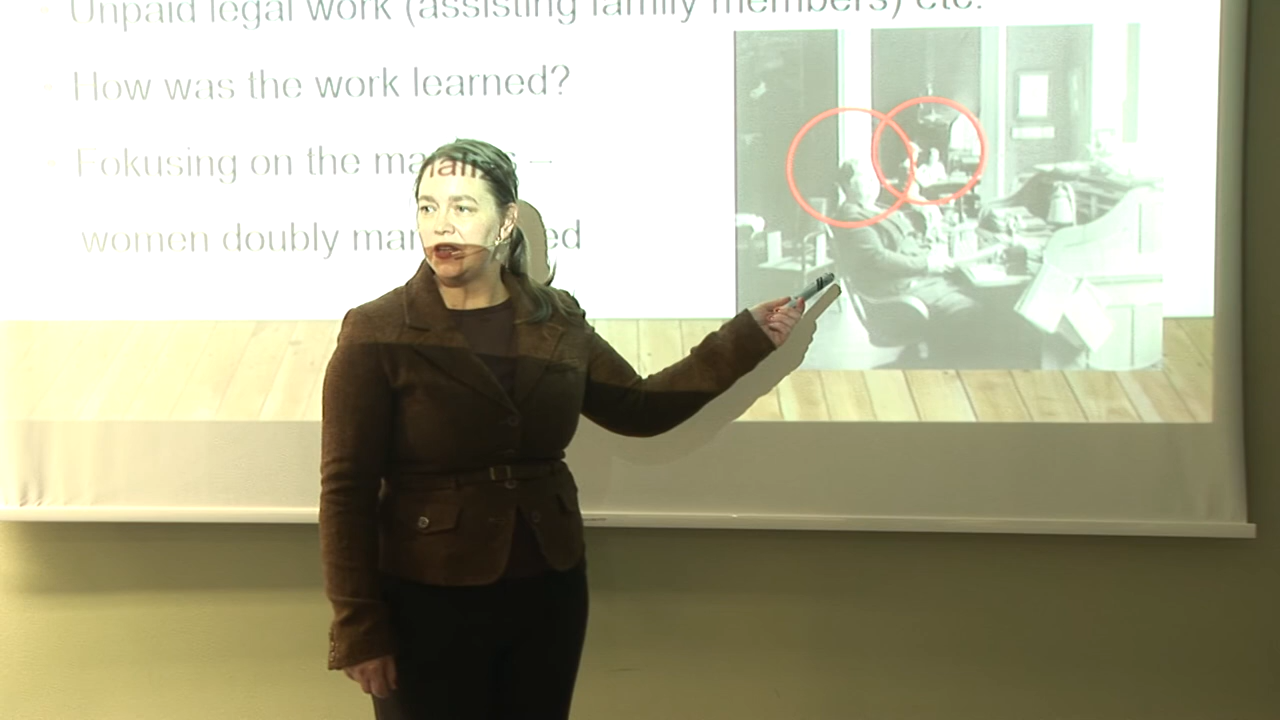 Unpaid legal work (assisting family members) etc.
How was the work learned?
Fokusing on the
women doubly